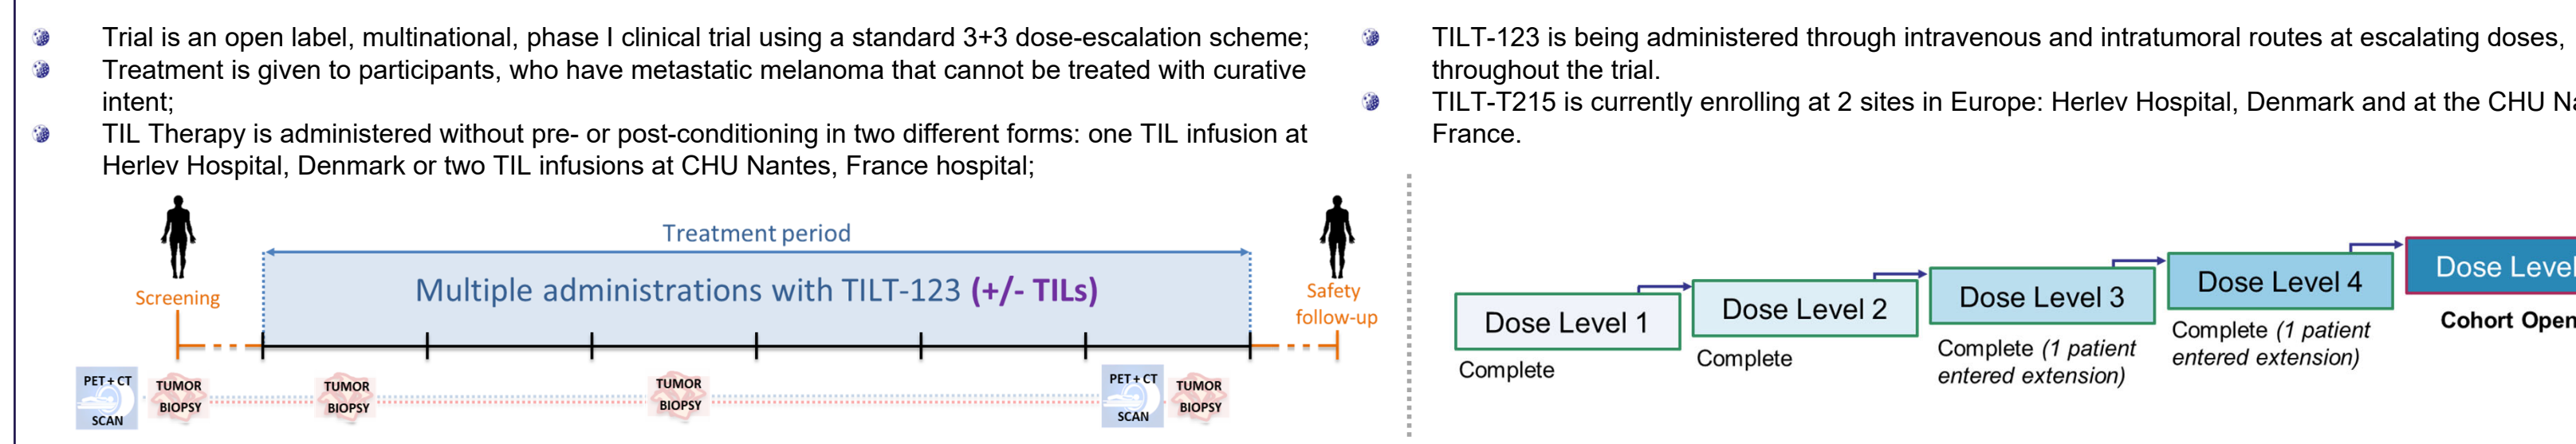 Trial is an open label, multinational, phase I clinical trial using a standard 3+3 dose-escalation scheme;
Treatment is given to participants, who have metastatic melanoma that cannot be treated with curative
intent;
TIL Therapy is administered without pre- or post-conditioning in two different forms: one TIL infusion at
Herlev Hospital, Denmark or two TIL infusions at CHU Nantes, France hospital;
TILT-123 is being administered through intravenous and intratumoral routes at escalating doses,
throughout the trial.
TILT-T215 is currently enrolling at 2 sites in Europe: Herlev Hospital, Denmark and at the CHU
France.
Treatment period
Multiple administrations with TILT-123 (+/- TILs)
Screening
Safety
follow-up
PET+CT
SCAN
TUMOR
BIOPSY
TUMOR
BIOPSY
TUMOR
BIOPSY
PET+CT
SCAN
TUMOR
BIOPSY
Dose Level 1
Complete
Dose Level 2
Complete
Dose Level 3
Complete (1 patient
entered extension)
Dose Level 4
Complete (1 patient
entered extension)
Dose Level
Cohort Open